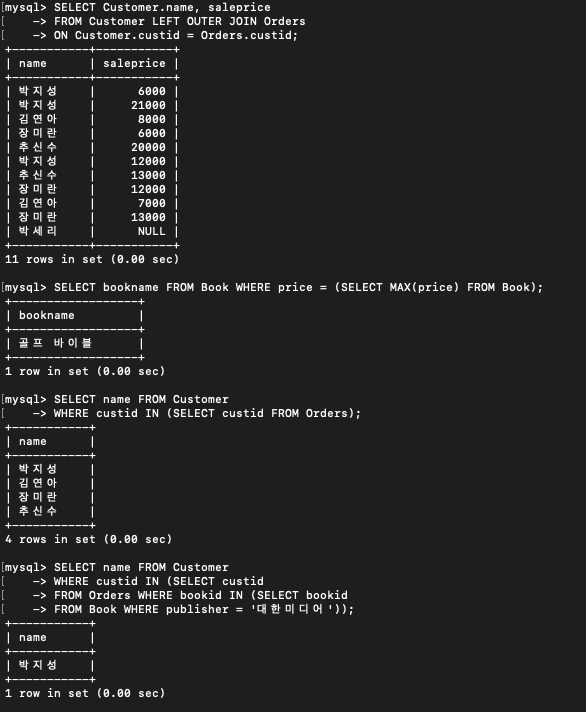 [mysql> SELECT Customer.name, saleprice
[    -> FROM Customer LEFT OUTER JOIN Orders
[    -> ON Customer.custid = Orders.custid;
+-----------+-----------+
| name      | saleprice |
+-----------+-----------+
| 박지성    |      6000 |
| 박지성    |     21000 |
| 김연아    |      8000 |
| 장미란    |      6000 |
| 추신수    |     20000 |
| 박지성    |     12000 |
| 추신수    |     13000 |
| 장미란    |     12000 |
| 김연아    |      7000 |
| 장미란    |     13000 |
| 박세리    |      NULL |
+-----------+-----------+
11 rows in set (0.00 sec)

[mysql> SELECT bookname FROM Book WHERE price = (SELECT MAX(price) FROM Book);
+-------------------+
| bookname          |
+-------------------+
| 골프 바이블       |
+-------------------+
1 row in set (0.00 sec)

[mysql> SELECT name FROM Customer
[    -> WHERE custid IN (SELECT custid FROM Orders);
+-----------+
| name      |
+-----------+
| 박지성    |
| 김연아    |
| 장미란    |
| 추신수    |
+-----------+
4 rows in set (0.00 sec)

[mysql> SELECT name FROM Customer
[    -> WHERE custid IN (SELECT custid
[    -> FROM Orders WHERE bookid IN (SELECT bookid
[    -> FROM Book WHERE publisher = '대한미디어'));
+-----------+
| name      |
+-----------+
| 박지성    |
+-----------+
1 row in set (0.00 sec)